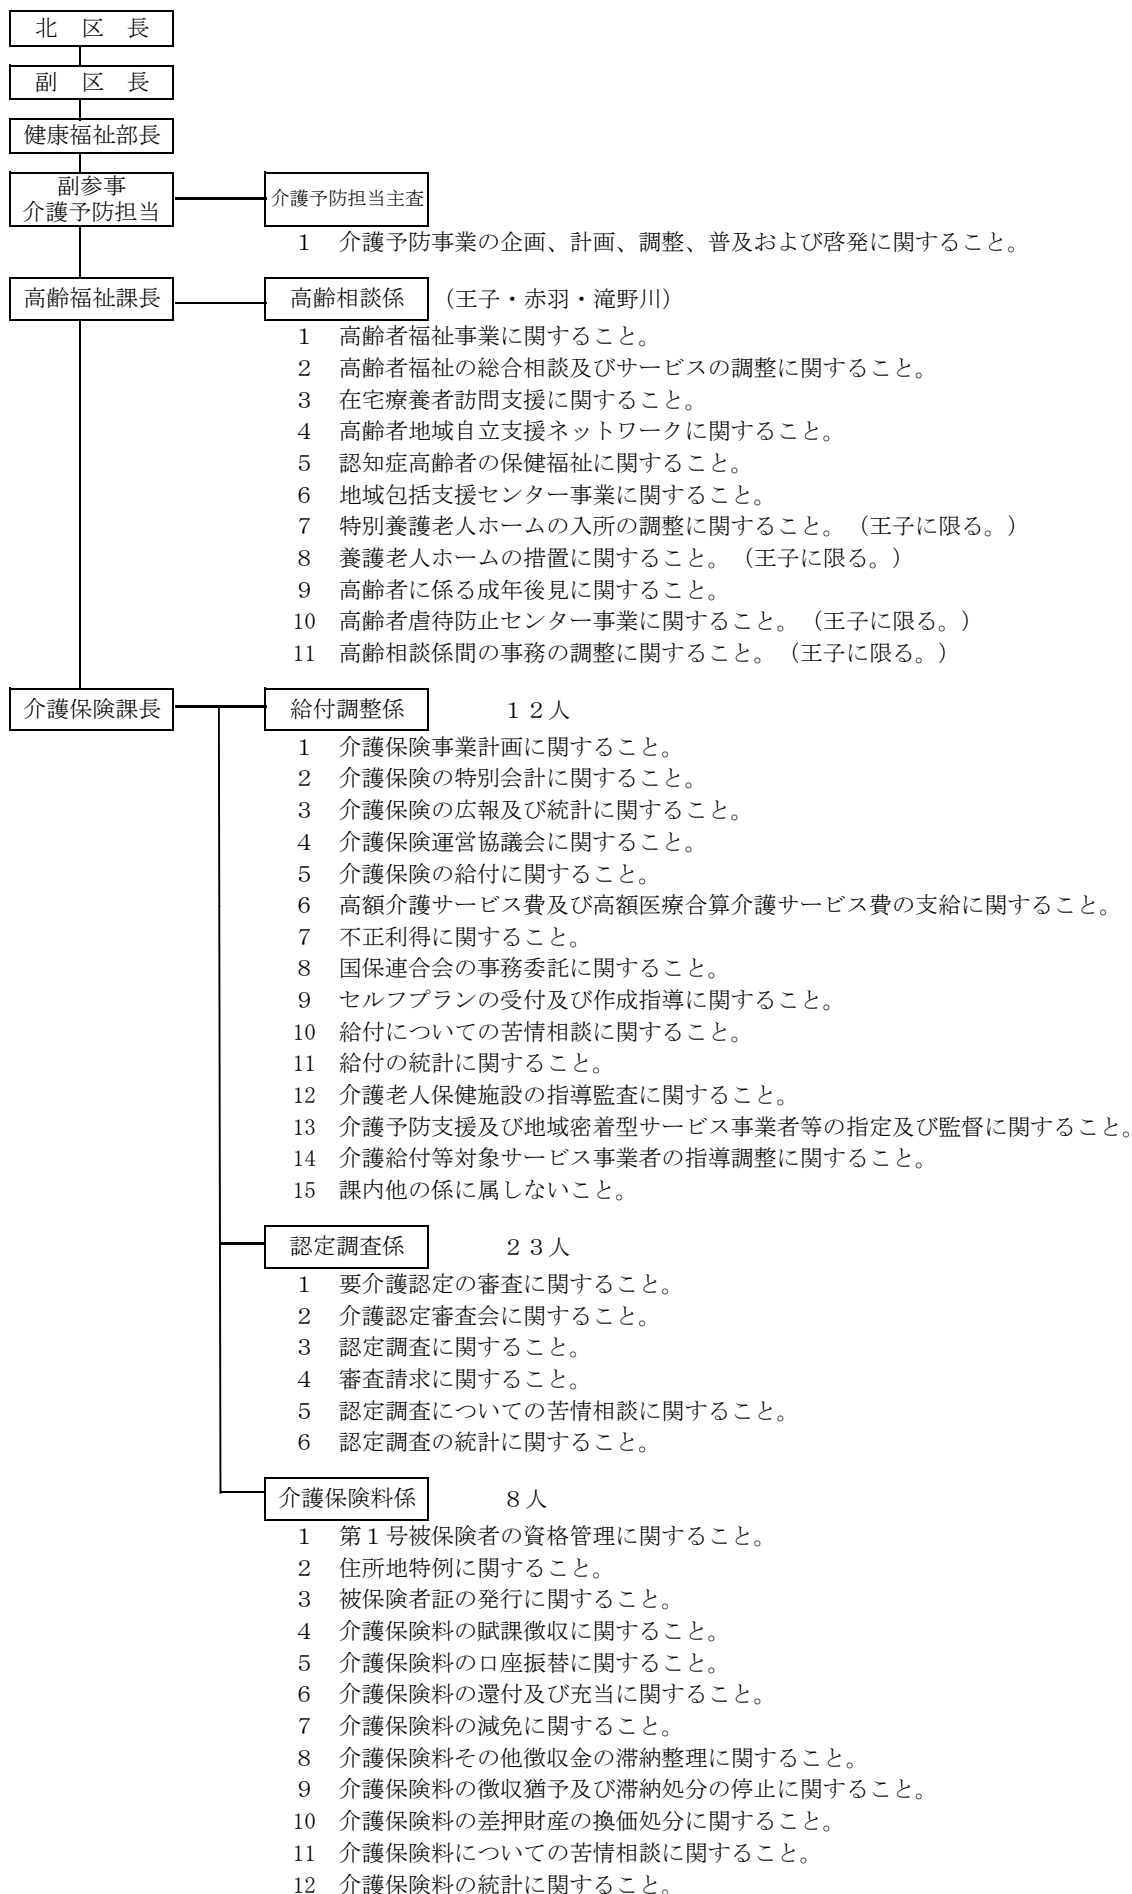 北　区　長
副　区　長
健康福祉部長
副参事
介護予防担当
介護予防担当主査
1　介護予防事業の企画、計画、調整、普及および啓発に関すること。
高齢福祉課長
高齢相談係　（王子・赤羽・滝野川）
1　高齢者福祉事業に関すること。
2　高齢者福祉の総合相談及びサービスの調整に関すること。
3　在宅療養者訪問支援に関すること。
4　高齢者地域自立支援ネットワークに関すること。
5　認知症高齢者の保健福祉に関すること。
6　地域包括支援センター事業に関すること。
7　特別養護老人ホームの入所の調整に関すること。（王子に限る。）
8　養護老人ホームの措置に関すること。（王子に限る。）
9　高齢者に係る成年後見に関すること。
10　高齢者虐待防止センター事業に関すること。（王子に限る。）
11　高齢相談係間の事務の調整に関すること。（王子に限る。）
介護保険課長
給付調整係　１２人
1　介護保険事業計画に関すること。
2　介護保険の特別会計に関すること。
3　介護保険の広報及び統計に関すること。
4　介護保険運営協議会に関すること。
5　介護保険の給付に関すること。
6　高額介護サービス費及び高額医療合算介護サービス費の支給に関すること。
7　不正利得に関すること。
8　国保連合会の事務委託に関すること。
9　セルフプランの受付及び作成指導に関すること。
10　給付についての苦情相談に関すること。
11　給付の統計に関すること。
12　介護老人保健施設の指導監査に関すること。
13　介護予防支援及び地域密着型サービス事業者等の指定及び監督に関すること。
14　介護給付等対象サービス事業者の指導調整に関すること。
15　課内他の係に属しないこと。
認定調査係　２３人
1　要介護認定の審査に関すること。
2　介護認定審査会に関すること。
3　認定調査に関すること。
4　審査請求に関すること。
5　認定調査についての苦情相談に関すること。
6　認定調査の統計に関すること。
介護保険料係　８人
1　第１号被保険者の資格管理に関すること。
2　住所地特例に関すること。
3　被保険者証の発行に関すること。
4　介護保険料の賦課徴収に関すること。
5　介護保険料の口座振替に関すること。
6　介護保険料の還付及び充当に関すること。
7　介護保険料の減免に関すること。
8　介護保険料その他徴収金の滞納整理に関すること。
9　介護保険料の徴収猶予及び滞納処分の停止に関すること。
10　介護保険料の差押財産の換価処分に関すること。
11　介護保険料についての苦情相談に関すること。
12　介護保険料の統計に関すること。